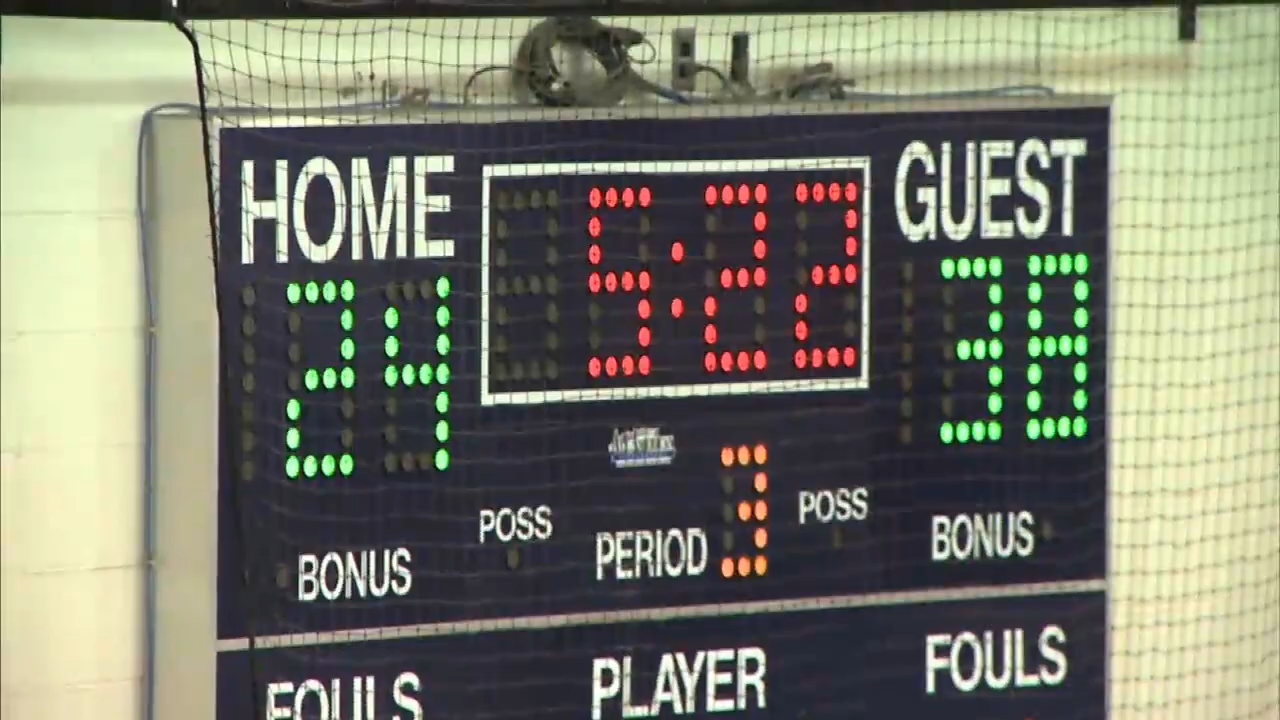 HOME
5:22
GUEST
24
38
POSS
PERIOD 3
POSS
BONUS
BONUS
FOULS
PLAYER
FOULS